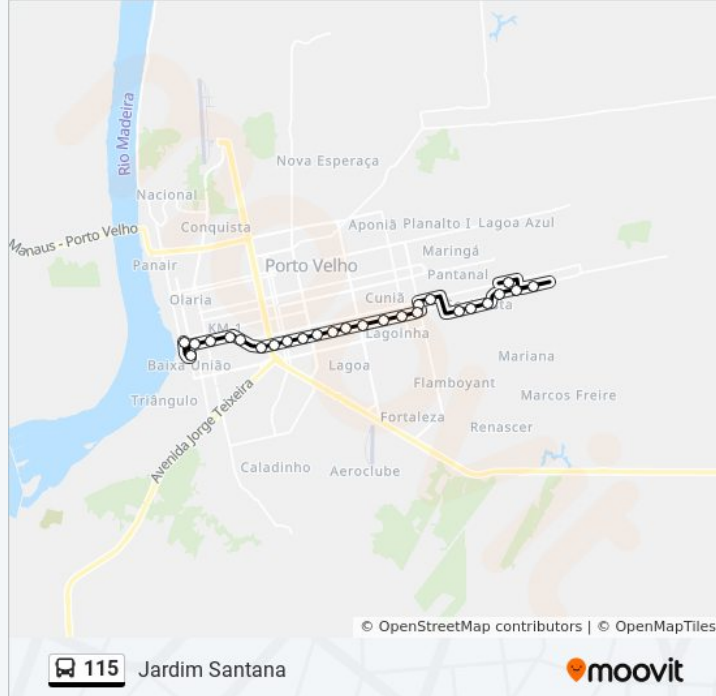 Rio Madeira
Nova Esperaça
Nacional
Conquista
Aponiã
Planalto I
Lagoa Azul
Manaus - Porto Velho
Maringá
Panair
Porto Velho
Pantanal
Olaria
Cuniã
KM-1
Lagoinha
Baixa União
Lagoa
Mariana
Flamboyant
Triângulo
Marcos Freire
Avenida Jorge Teixeira
Fortaleza
Renascer
Caladinho
Aeroclube
© OpenStreetMap contributors | © OpenMapTiles
115 Jardim Santana
moovit